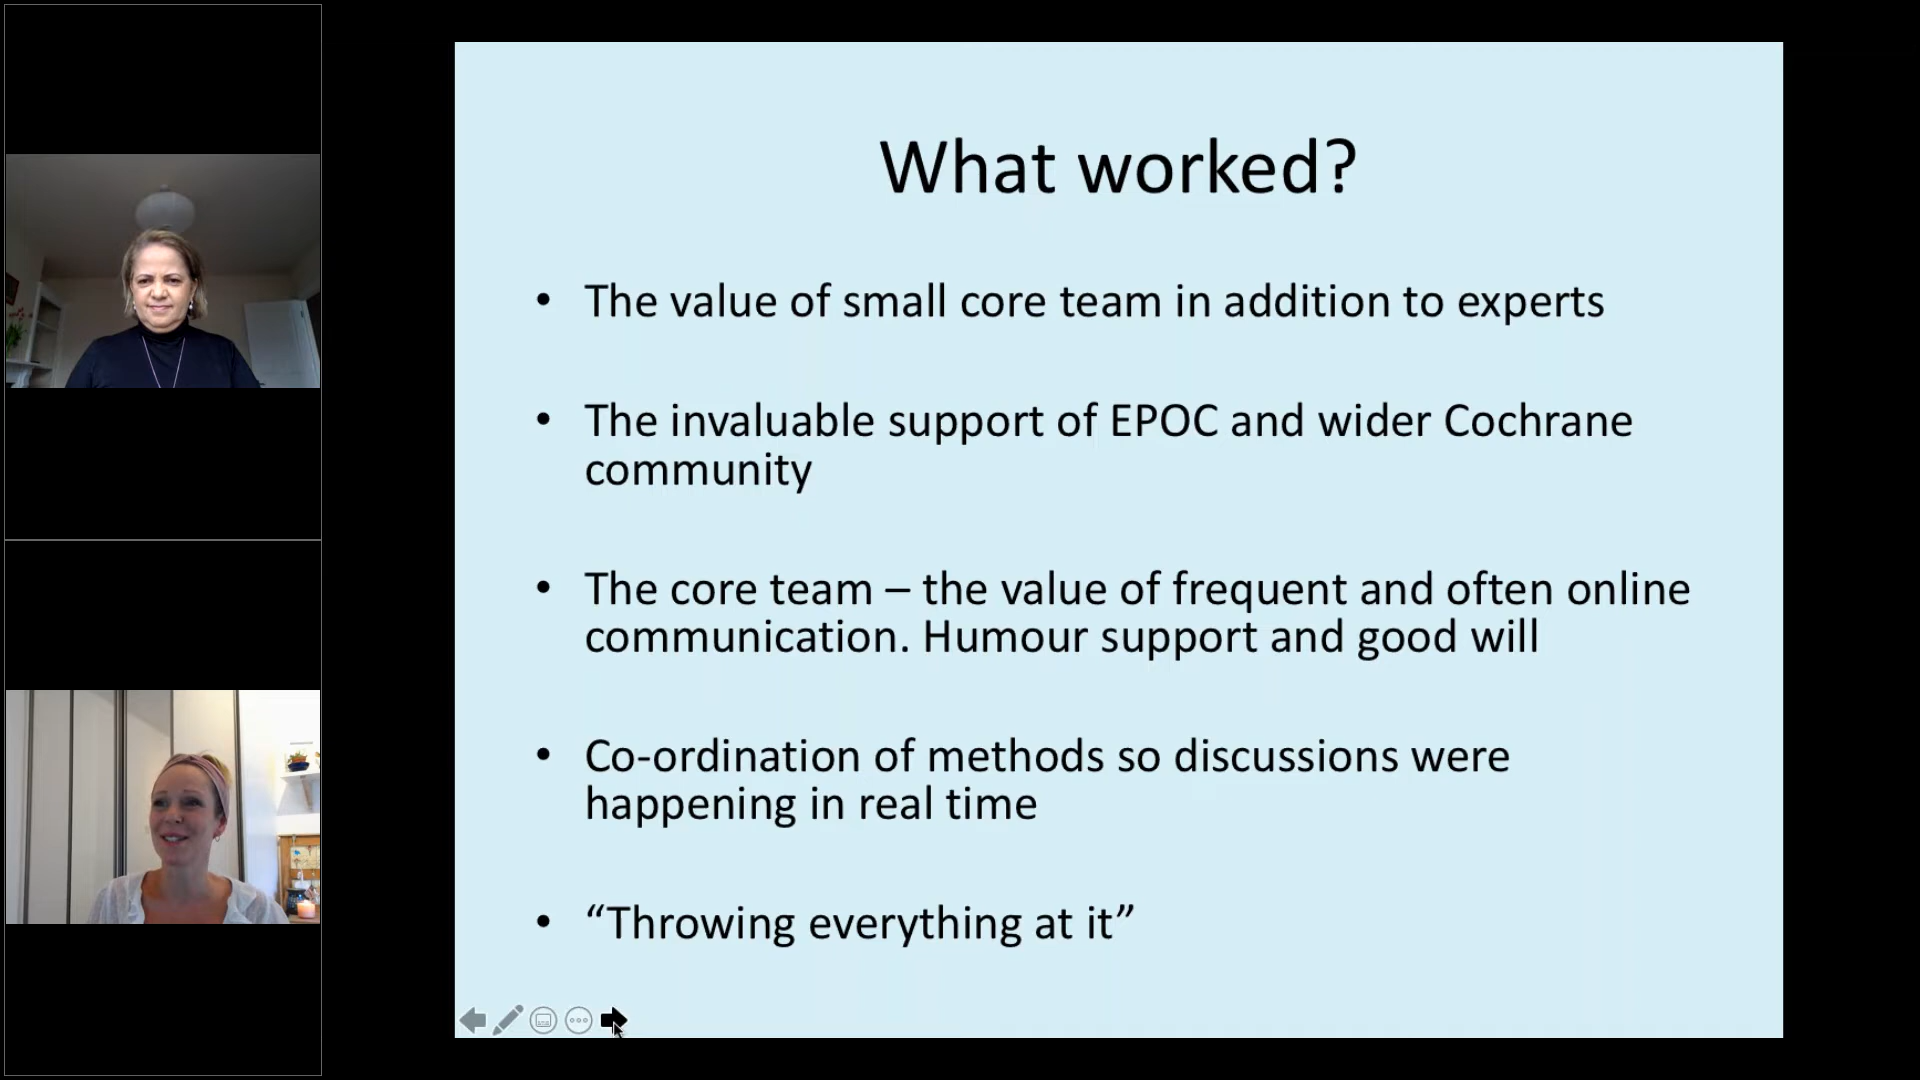 What worked?
• The value of small core team in addition to experts
• The invaluable support of EPOC and wider Cochrane
community
• The core team – the value of frequent and often online
communication. Humour support and good will
• Co-ordination of methods so discussions were
happening in real time
• “Throwing everything at it”